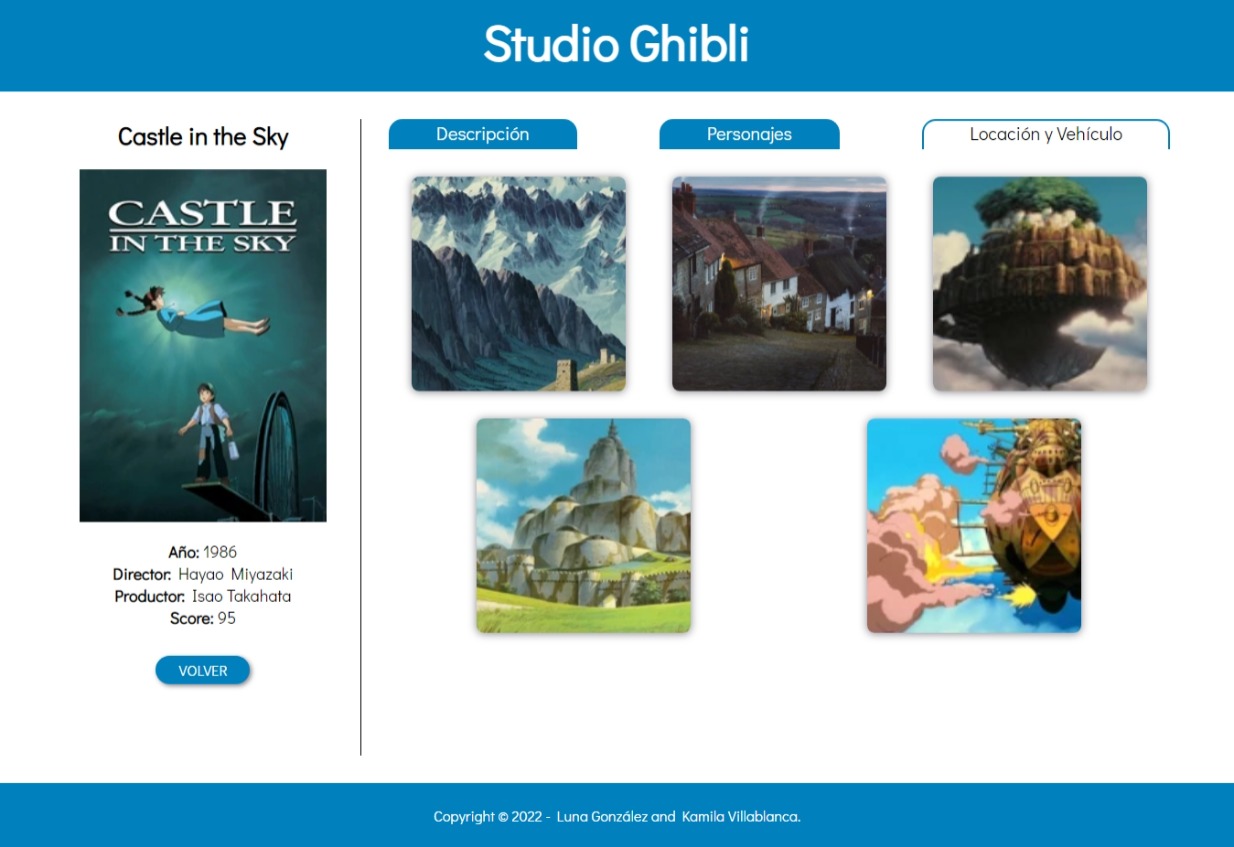 Studio Ghibli
Castle in the Sky
CASTLE
IN THE SKY
Año: 1986
Director: Hayao Miyazaki
Productor: Isao Takahata
Score: 95
VOLVER
Descripción
Personajes
Locación y Vehículo
Copyright © 2022 - Luna González and Kamila Villablanca.